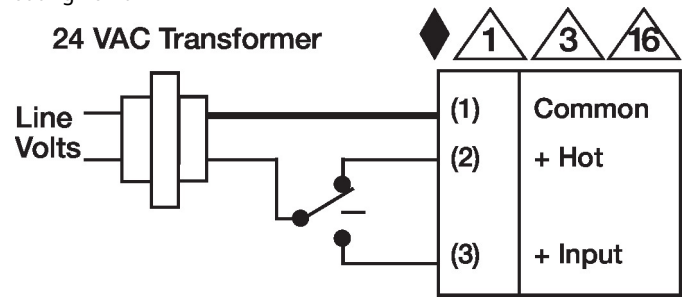 24 VAC Transformer
1 3 16
Line
Volts
(1) Common
(2) + Hot
(3) + Input